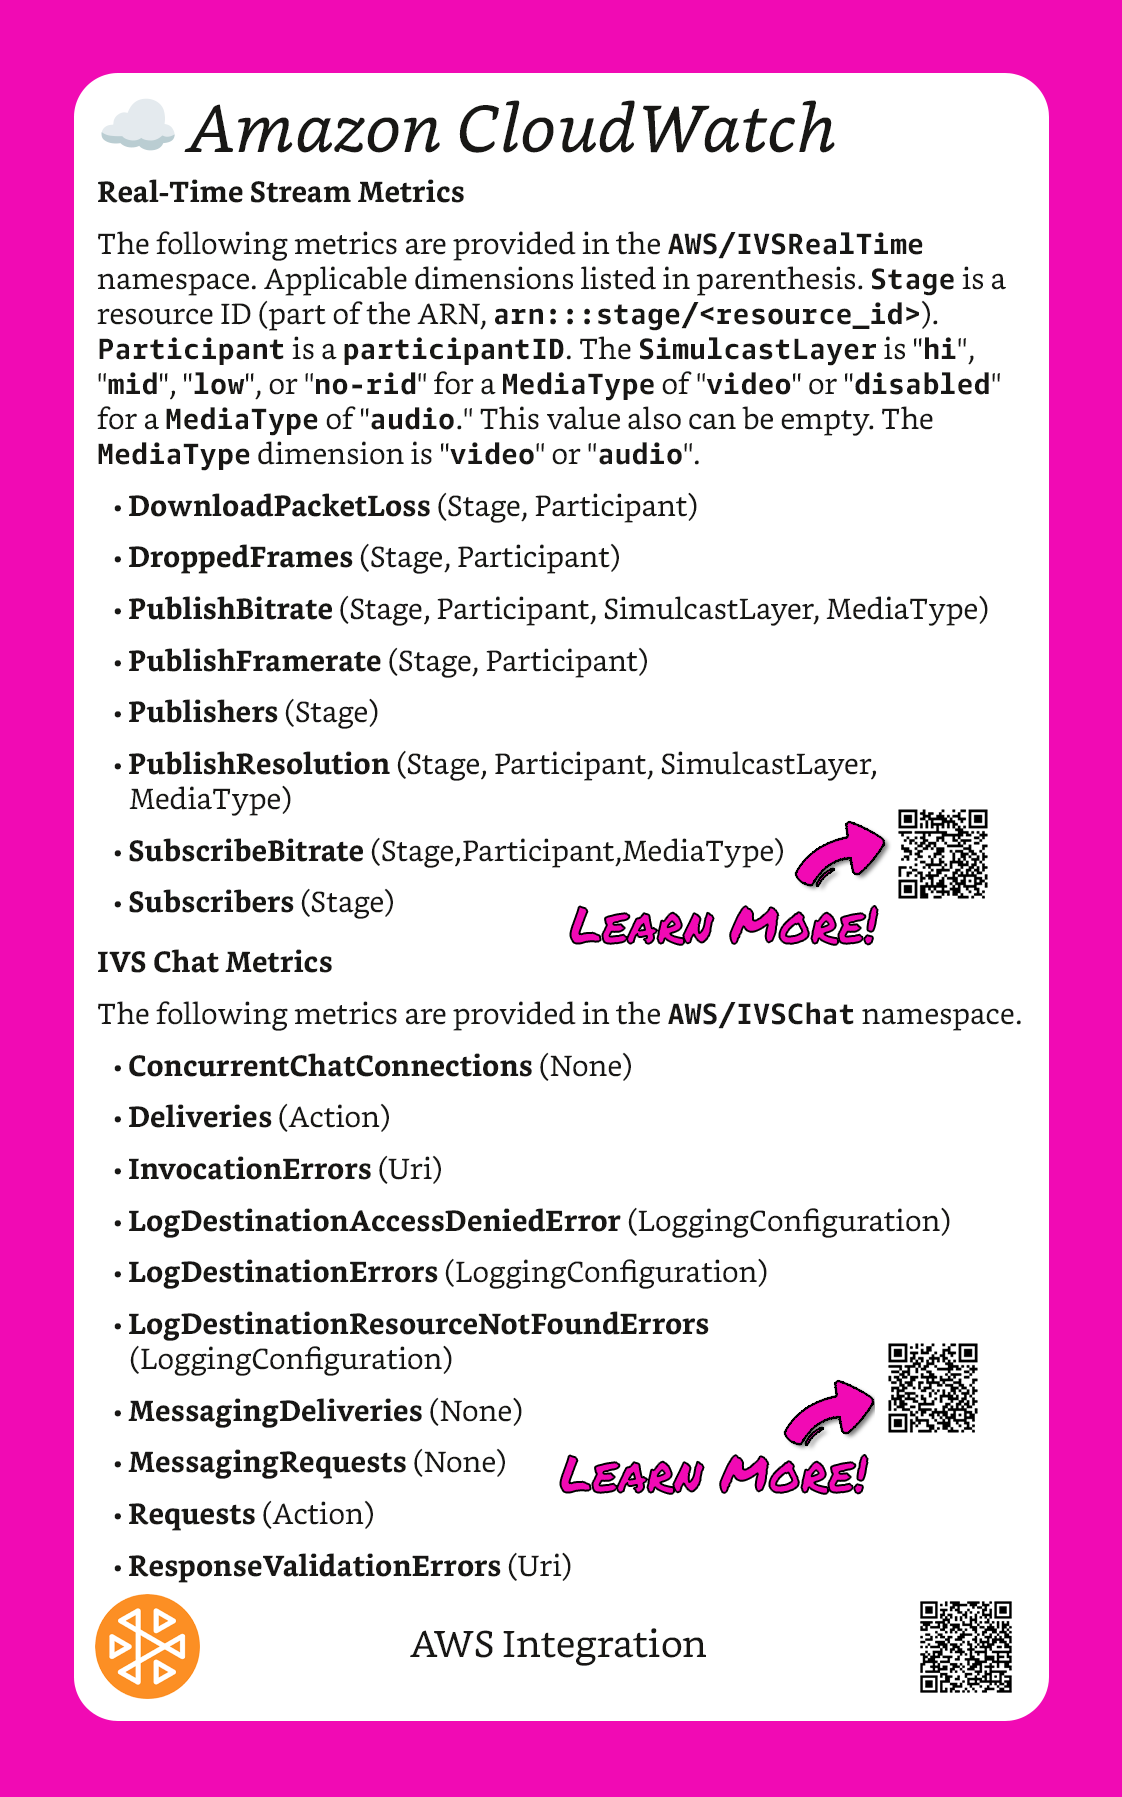 Amazon CloudWatch
Real-Time Stream Metrics
The following metrics are provided in the AWS/IVSRealTime
namespace. Applicable dimensions listed in parenthesis. Stage is a
resource ID (part of the ARN, arn:::stage/<resource_id>).
Participant is a participantID. The SimulcastLayer is "hi",
"mid", "low", or "no-rid" for a MediaType of "video" or "disabled"
for a MediaType of "audio." This value also can be empty. The
MediaType dimension is "video" or "audio".
• DownloadPacketLoss (Stage, Participant)
• DroppedFrames (Stage, Participant)
• PublishBitrate (Stage, Participant, SimulcastLayer, MediaType)
• PublishFramerate (Stage, Participant)
• Publishers (Stage)
• PublishResolution (Stage, Participant, SimulcastLayer,
MediaType)
• SubscribeBitrate (Stage,Participant,MediaType)
• Subscribers (Stage)
Learn More!
IVS Chat Metrics
The following metrics are provided in the AWS/IVSChat namespace.
• ConcurrentChatConnections (None)
• Deliveries (Action)
• InvocationErrors (Uri)
• LogDestinationAccessDeniedError (LoggingConfiguration)
• LogDestinationErrors (LoggingConfiguration)
• LogDestinationResourceNotFoundErrors
(LoggingConfiguration)
• MessagingDeliveries (None)
• MessagingRequests (None)
Learn More!
• Requests (Action)
• ResponseValidationErrors (Uri)
AWS Integration